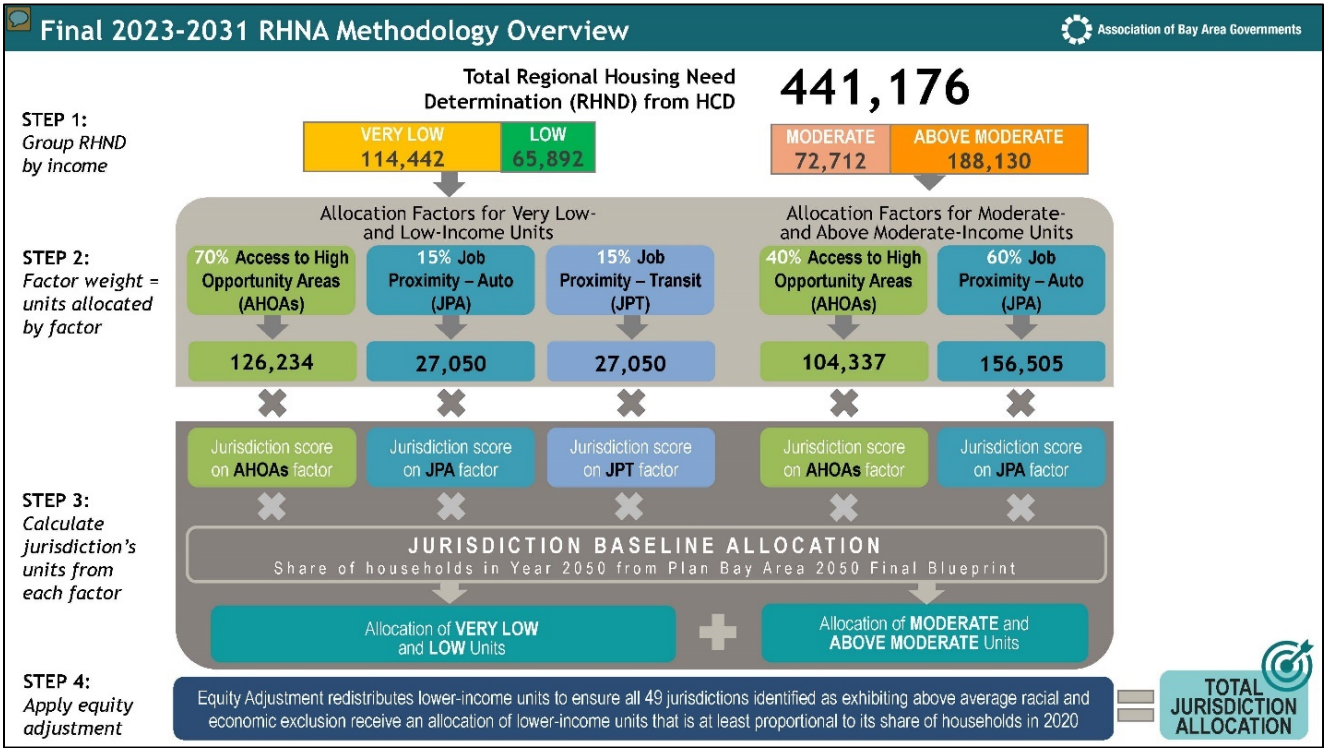 Final 2023-2031 RHNA Methodology Overview
Association of Bay Area Governments
Total Regional Housing Need
Determination (RHND) from HCD
441,176
STEP 1:
Group RHND
by income
VERY LOW
114,442
LOW
65,892
MODERATE
72,712
ABOVE MODERATE
188,130
Allocation Factors for Very Low-
and Low-Income Units
Allocation Factors for Moderate-
and Above Moderate-Income Units
STEP 2:
Factor weight =
units allocated
by factor
70% Access to High
Opportunity Areas
(AHOAs)
15% Job
Proximity – Auto
(JPA)
15% Job
Proximity – Transit
(JPT)
40% Access to High
Opportunity Areas
(AHOAs)
60% Job
Proximity – Auto
(JPA)
126,234
27,050
27,050
104,337
156,505
STEP 3:
Calculate
jurisdiction's
units from
each factor
Jurisdiction score
on AHOAs factor
Jurisdiction score
on JPA factor
Jurisdiction score
on JPT factor
Jurisdiction score
on AHOAs factor
Jurisdiction score
on JPA factor
JURISDICTION BASELINE ALLOCATION
Share of households in Year 2050 from Plan Bay Area 2050 Final Blueprint
Allocation of VERY LOW
and LOW Units
Allocation of MODERATE and
ABOVE MODERATE Units
STEP 4:
Apply equity
adjustment
Equity Adjustment redistributes lower-income units to ensure all 49 jurisdictions identified as exhibiting above average racial and
economic exclusion receive an allocation of lower-income units that is at least proportional to its share of households in 2020
TOTAL
JURISDICTION
ALLOCATION